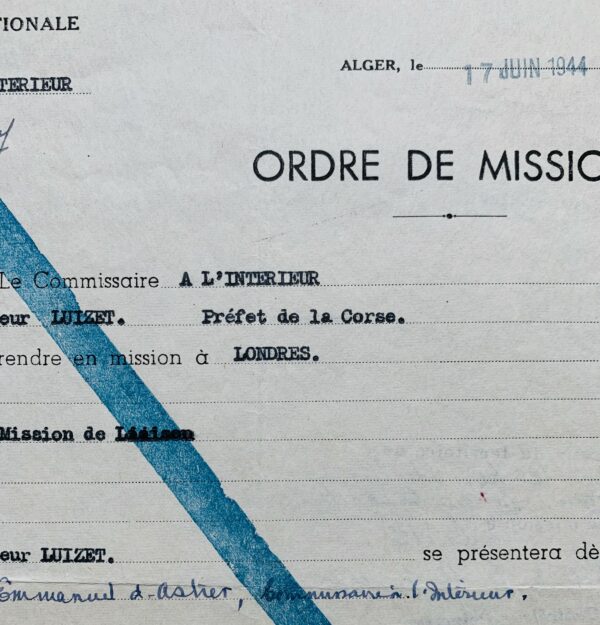 TIONALE
ALGER, le 17 JUIN 1944
TERIEUR
ORDRE DE MISSIO
Le Commissaire A L'INTERIEUR
eur LUIZET. Préfet de la Corse.
rendre en mission à LONDRES.
Mission de Liaison
eur LUIZET. se présentera dè
Emmanuel d-Astier, Commissaire à l'Intérieur.